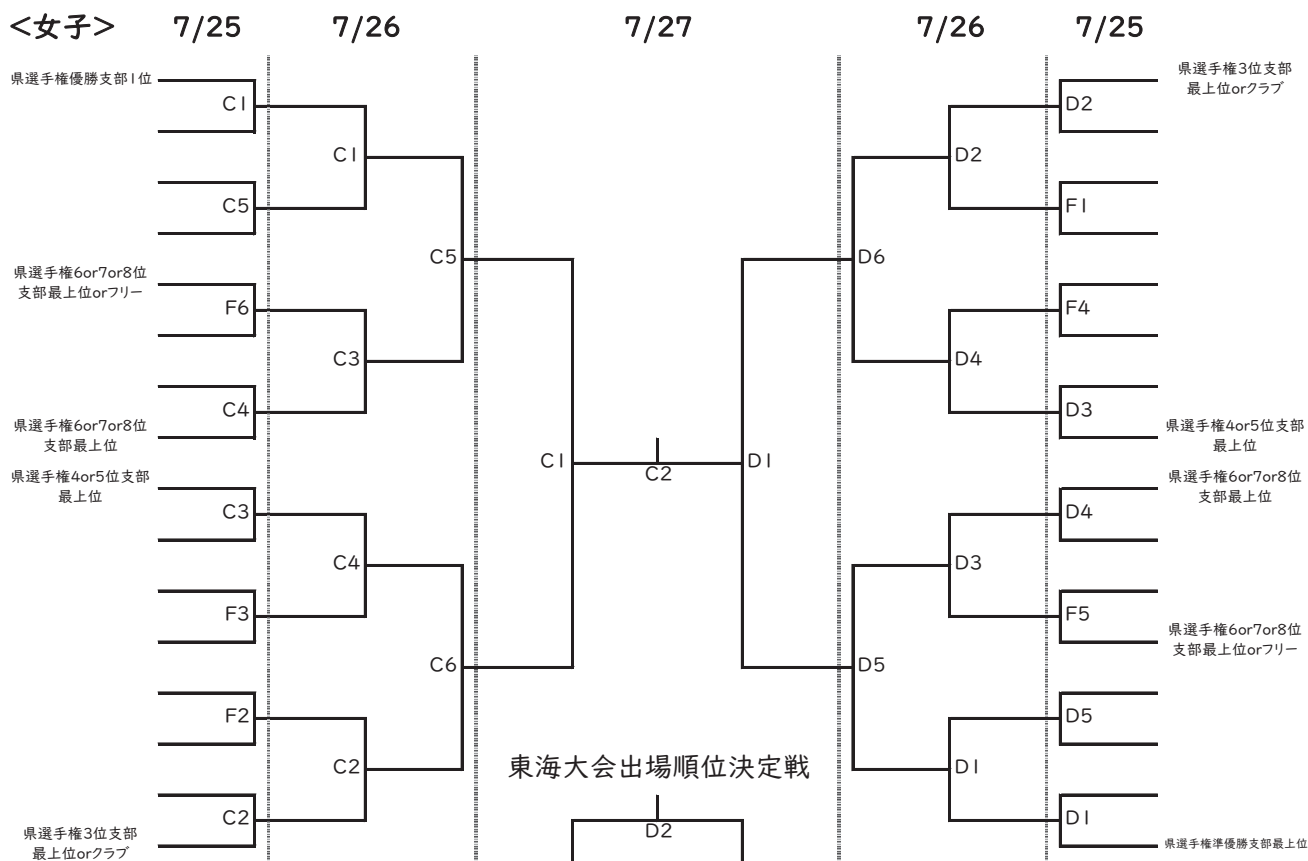 <女子> 7/25 7/26 7/27 7/26 7/25
県選手権優勝支部1位
県選手権3位支部
最上位orクラブ
C1
D2
C1
D2
C5
F1
C5
D6
県選手権6or7or8位
支部最上位orフリー
F6
F4
C3
D4
C4
D3
県選手権6or7or8位
支部最上位
県選手権4or5位支部
最上位
県選手権4or5位支部
最上位
県選手権6or7or8位
支部最上位
C1
C2
D1
C3
D4
C4
D3
F3
F5
県選手権6or7or8位
支部最上位orフリー
C6
D5
F2
D5
C2
D1
東海大会出場順位決定戦
C2
D2
D1
県選手権3位支部
最上位orクラブ
県選手権準優勝支部最上位